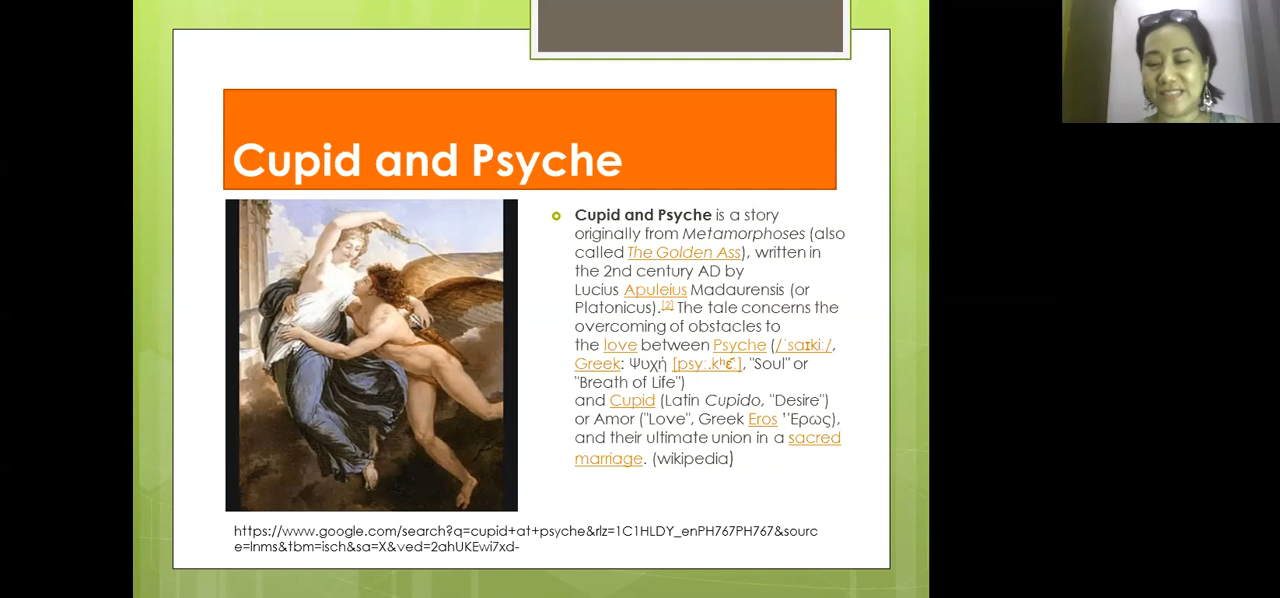 Cupid and Psyche
Cupid and Psyche is a story
originally from Metamorphoses (also
called The Golden Ass), written in
the 2nd century AD by
Lucius Apuleius Madaurensis (or
Platonicus).[2] The tale concerns the
overcoming of obstacles to
the love between Psyche (/ˈsaɪkiː/,
Greek: Ψυχή [psyː.kʰɛ̌ː], "Soul" or
"Breath of Life")
and Cupid (Latin Cupido, "Desire")
or Amor ("Love", Greek Eros ʼʼΕρως),
and their ultimate union in a sacred
marriage. (wikipedia)
https://www.google.com/search?q=cupid+at+psyche&rlz=1C1HLDY_enPH767PH767&sourc
e=lnms&tbm=isch&sa=X&ved=2ahUKEwi7xd-